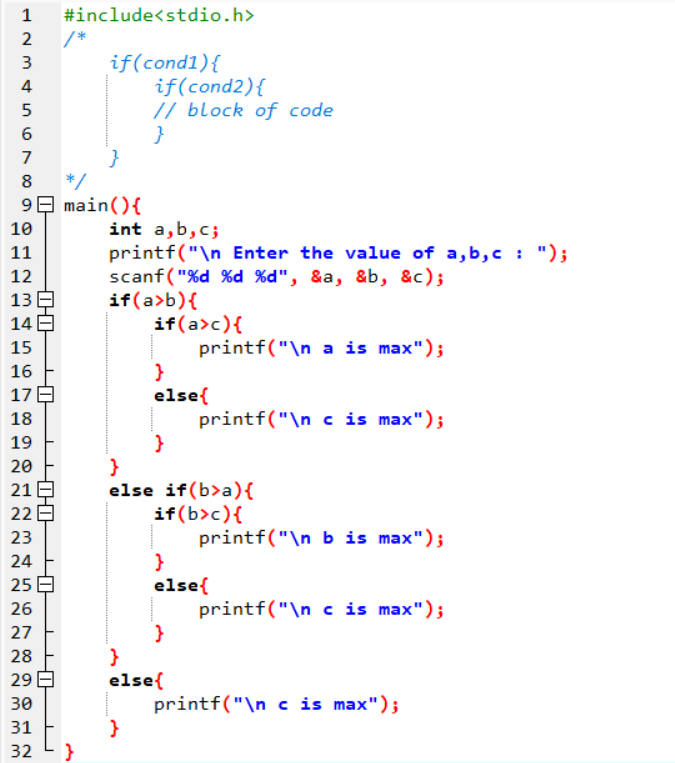 1 #include<stdio.h>
2 /*
3     if(cond1){
4         if(cond2){
5         // block of code
6         }
7     }
8 */
9 main(){
10     int a,b,c;
11     printf("\n Enter the value of a,b,c : ");
12     scanf("%d %d %d", &a, &b, &c);
13     if(a>b){
14         if(a>c){
15             printf("\n a is max");
16         }
17         else{
18             printf("\n c is max");
19         }
20     }
21     else if(b>a){
22         if(b>c){
23             printf("\n b is max");
24         }
25         else{
26             printf("\n c is max");
27         }
28     }
29     else{
30         printf("\n c is max");
31     }
32 }